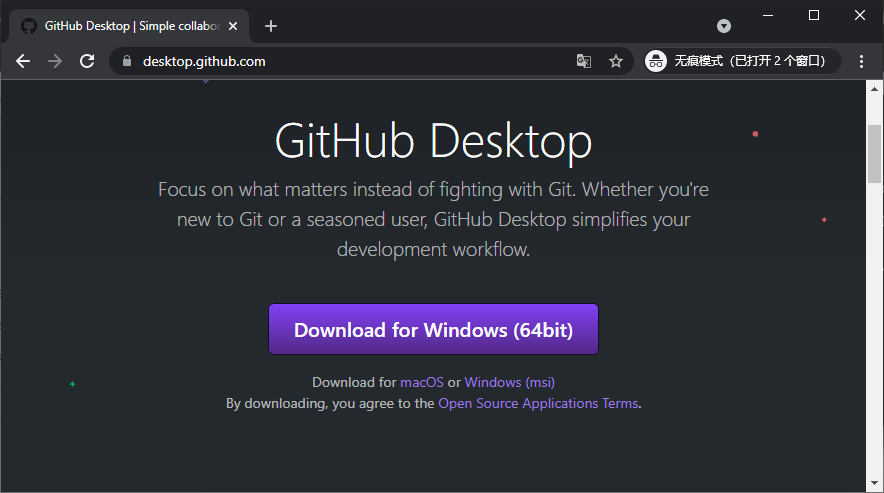 GitHub Desktop | Simple collabo
desktop.github.com
无痕模式（已打开 2 个窗口）
GitHub Desktop
Focus on what matters instead of fighting with Git. Whether you're
new to Git or a seasoned user, GitHub Desktop simplifies your
development workflow.
Download for Windows (64bit)
Download for macOS or Windows (msi)
By downloading, you agree to the Open Source Applications Terms.